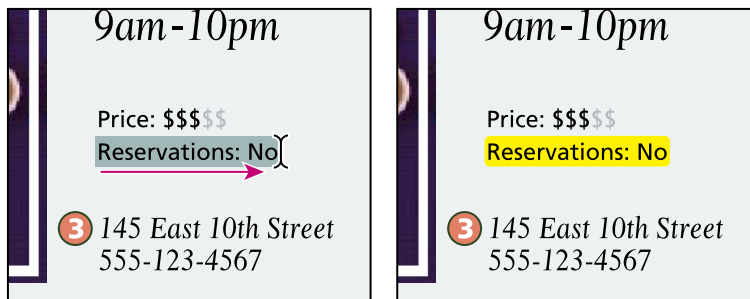 9am-10pm
Price: $$$$$
Reservations: No
3 145 East 10th Street
555-123-4567
9am-10pm
Price: $$$$$
Reservations: No
3 145 East 10th Street
555-123-4567